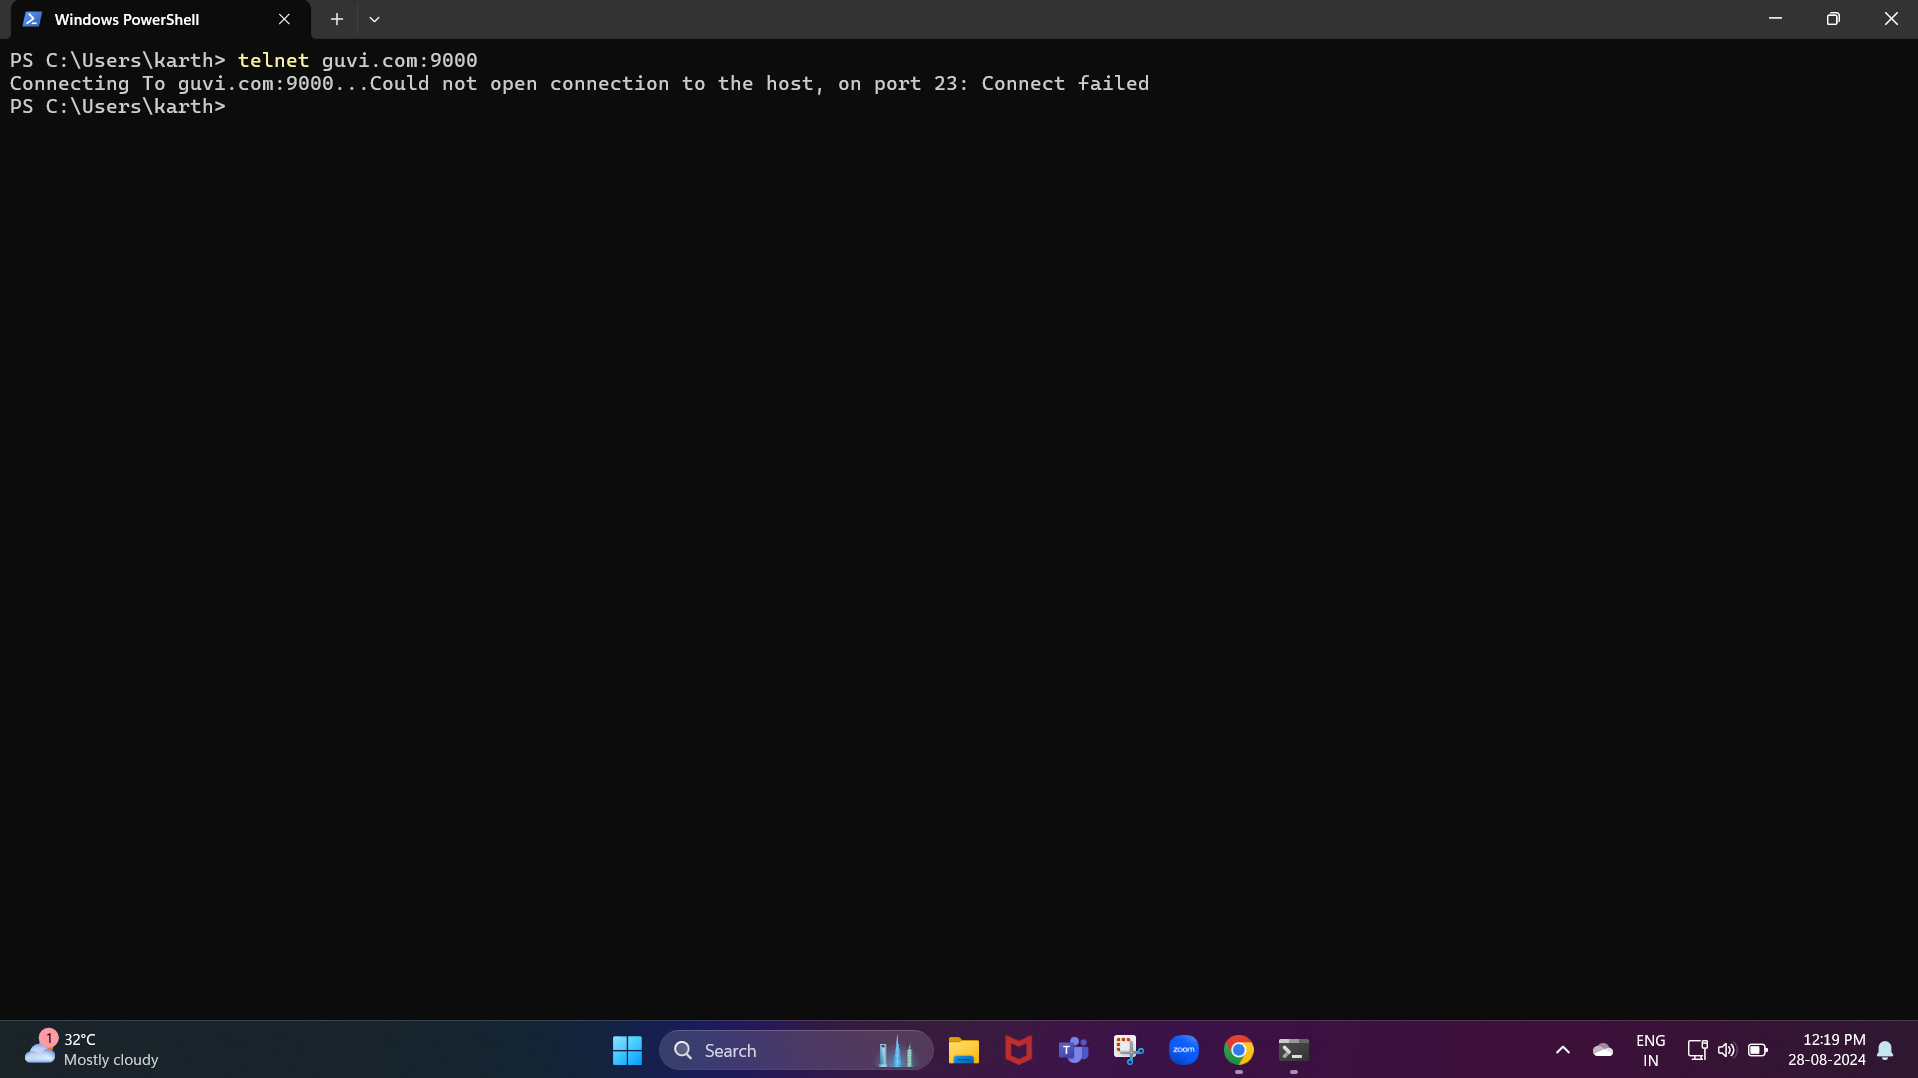 Windows PowerShell
PS C:\Users\karth> telnet guvi.com:9000
Connecting To guvi.com:9000...Could not open connection to the host, on port 23: Connect failed
PS C:\Users\karth>
1
32°C
Mostly cloudy
Search
T
zoom
ENG
IN
12:19 PM
28-08-2024